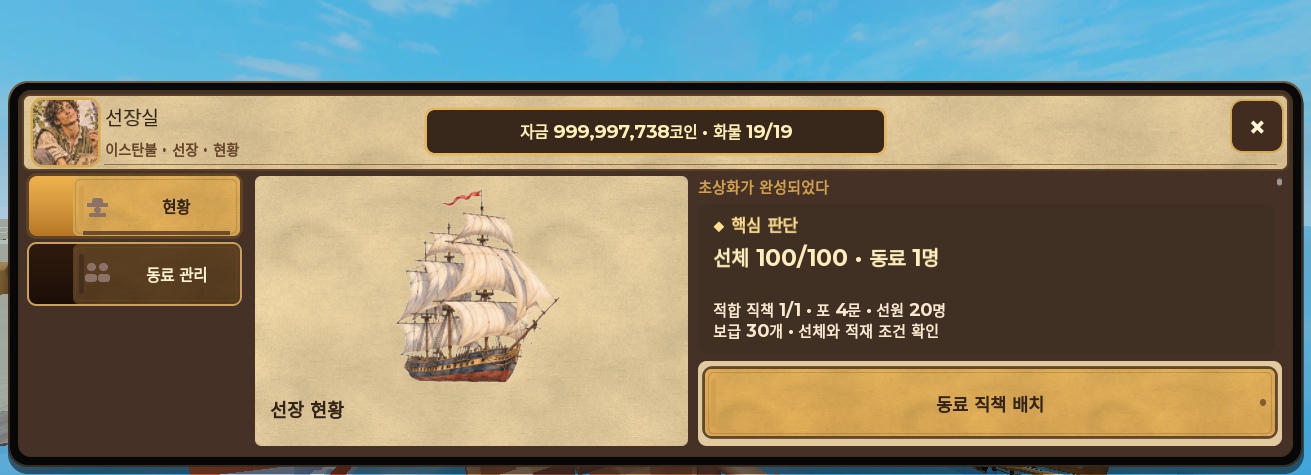 선장실
이스탄불 • 선장 • 현황
자금 999,997,738코인 • 화물 19/19
×
현황
동료 관리
선장 현황
초상화가 완성되었다
◆ 핵심 판단
선체 100/100 • 동료 1명
적합 직책 1/1 • 포 4문 • 선원 20명
보급 30개 • 선체와 적재 조건 확인
동료 직책 배치